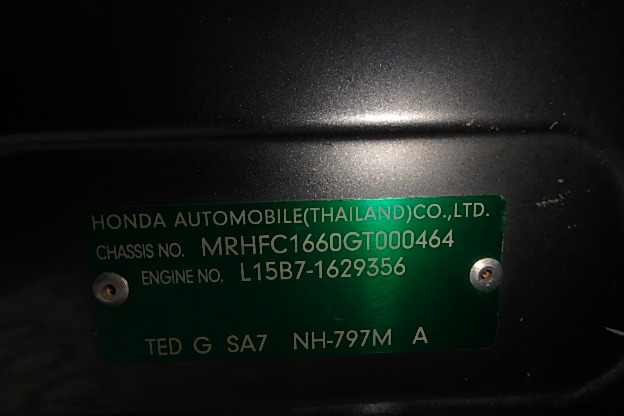 HONDA AUTOMOBILE(THAILAND)CO.,LTD.
CHASSIS NO. MRHFC1660GT000464
ENGINE NO. L15B7-1629356
TED G SA7 NH-797M A